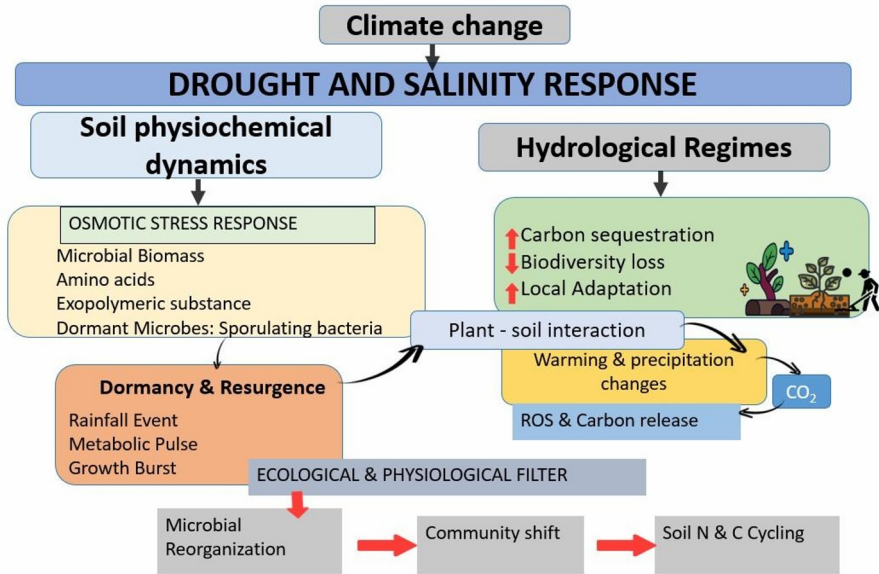 Climate change
DROUGHT AND SALINITY RESPONSE
Soil physiochemical
dynamics
Hydrological Regimes
OSMOTIC STRESS RESPONSE
Microbial Biomass
Amino acids
Exopolymeric substance
Dormant Microbes: Sporulating bacteria
Carbon sequestration
Biodiversity loss
Local Adaptation
Plant - soil interaction
Warming & precipitation
changes
CO₂
ROS & Carbon release
Dormancy & Resurgence
Rainfall Event
Metabolic Pulse
Growth Burst
ECOLOGICAL & PHYSIOLOGICAL FILTER
Microbial
Reorganization
Community shift
Soil N & C Cycling